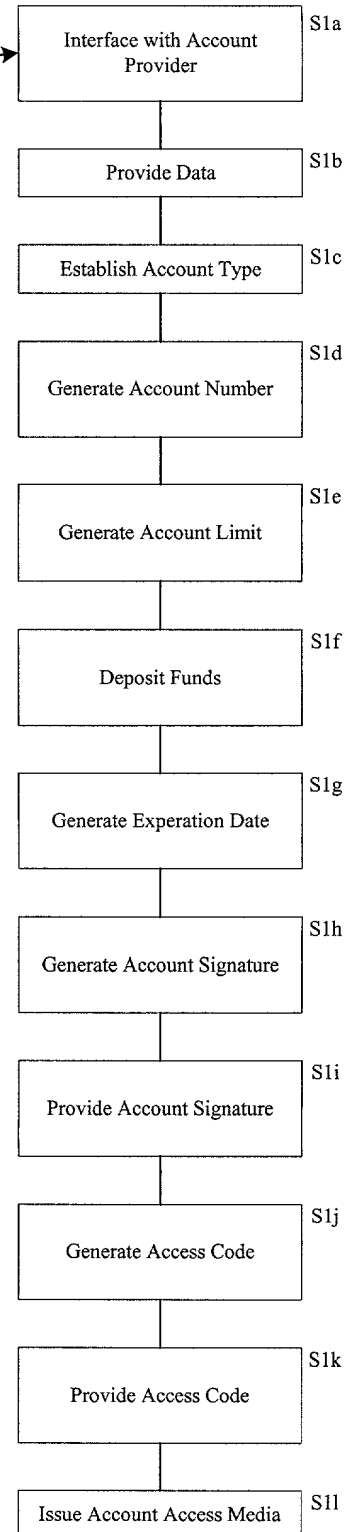 Interface with Account
Provider
S1a
Provide Data
S1b
Establish Account Type
S1c
Generate Account Number
S1d
Generate Account Limit
S1e
Deposit Funds
S1f
Generate Experation Date
S1g
Generate Account Signature
S1h
Provide Account Signature
S1i
Generate Access Code
S1j
Provide Access Code
S1k
Issue Account Access Media
S1l